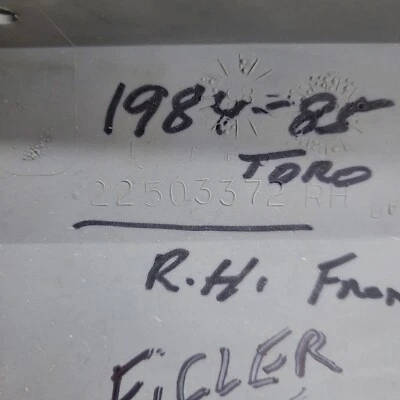 1984-85
TORO
22503372 RH
R.H. Fron
FiLLER